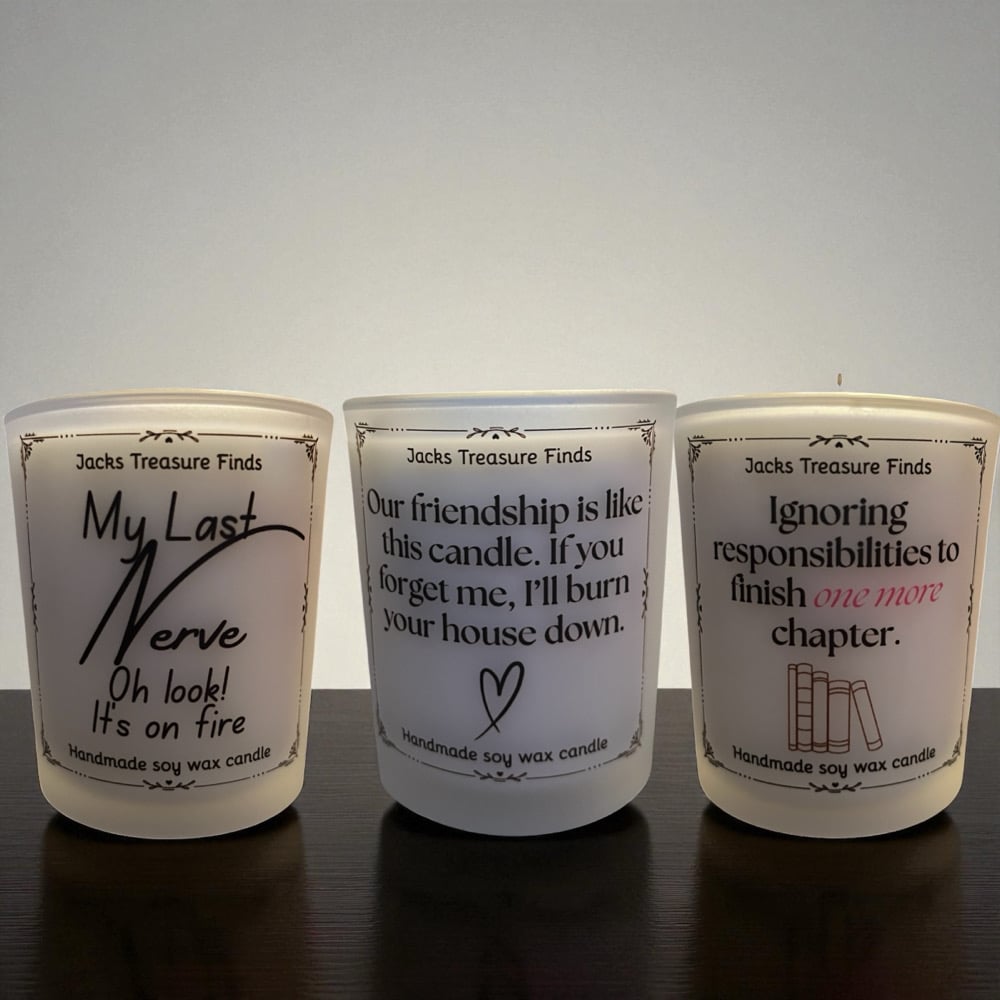 Jacks Treasure Finds
My Last
Nerve
Oh look!
It's on fire
Handmade soy wax candle
Jacks Treasure Finds
Our friendship is like
this candle. If you
forget me, I'll burn
your house down.
Handmade soy wax candle
Jacks Treasure Finds
Ignoring
responsibilities to
finish one more
chapter.
Handmade soy wax candle